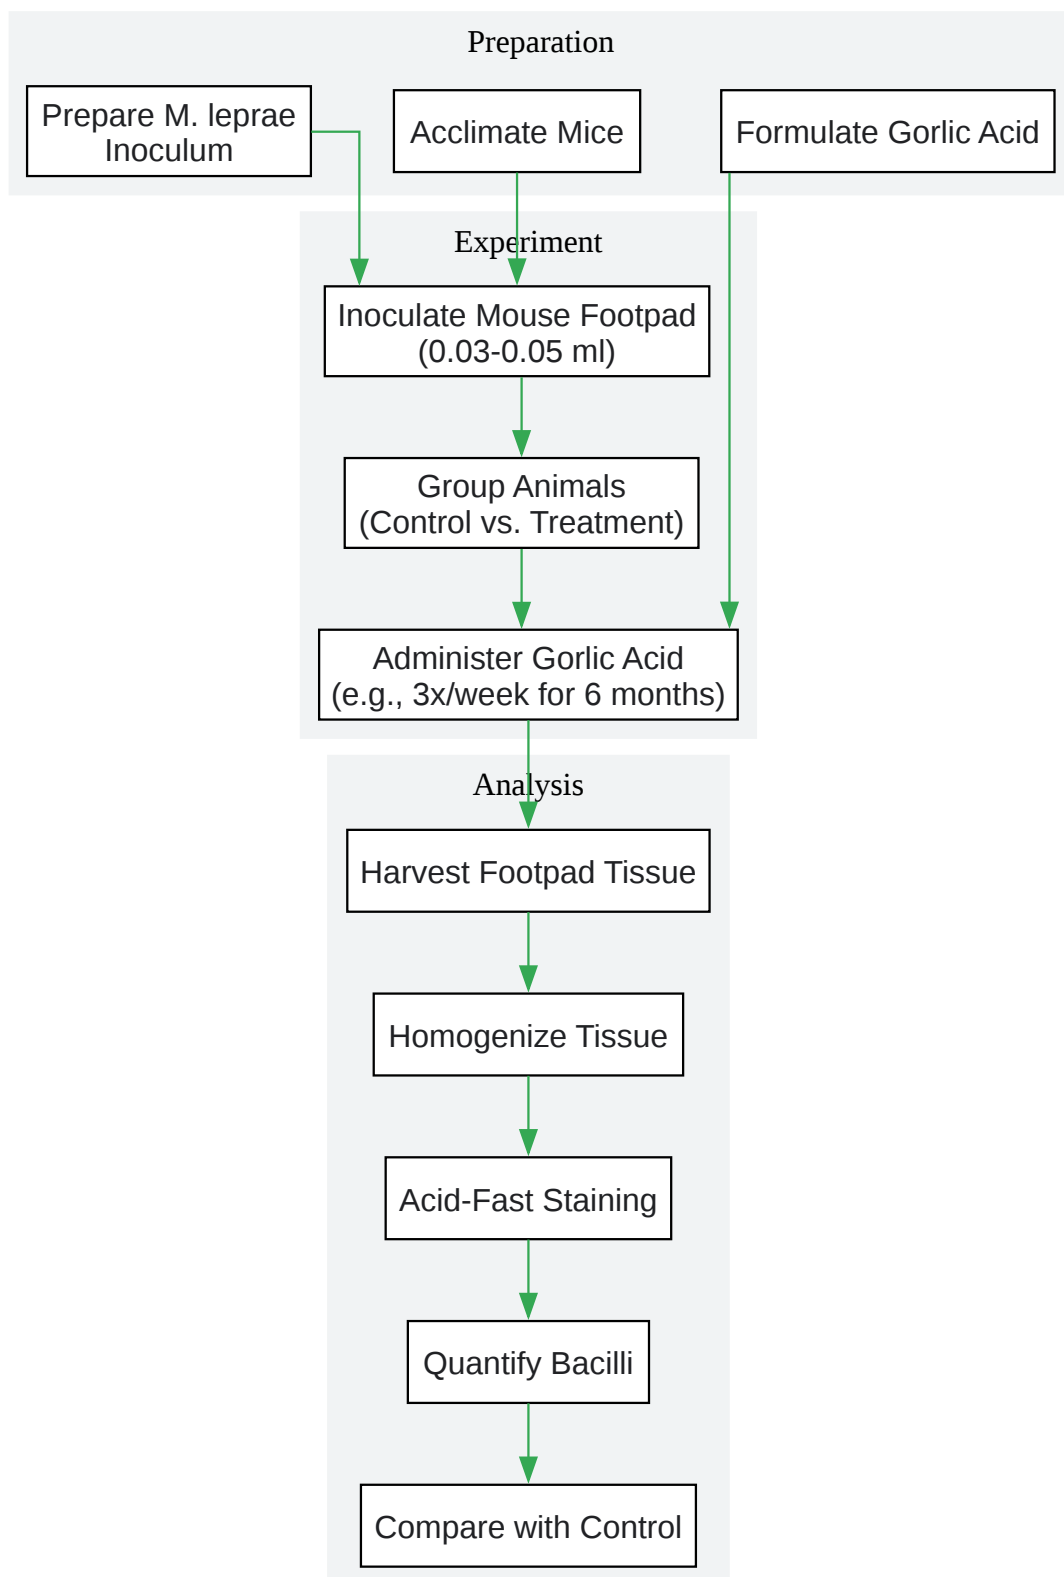 Preparation
Prepare M. leprae
Inoculum
Acclimate Mice
Formulate Gorlic Acid
Experiment
Inoculate Mouse Footpad
(0.03-0.05 ml)
Group Animals
(Control vs. Treatment)
Administer Gorlic Acid
(e.g., 3x/week for 6 months)
Analysis
Harvest Footpad Tissue
Homogenize Tissue
Acid-Fast Staining
Quantify Bacilli
Compare with Control